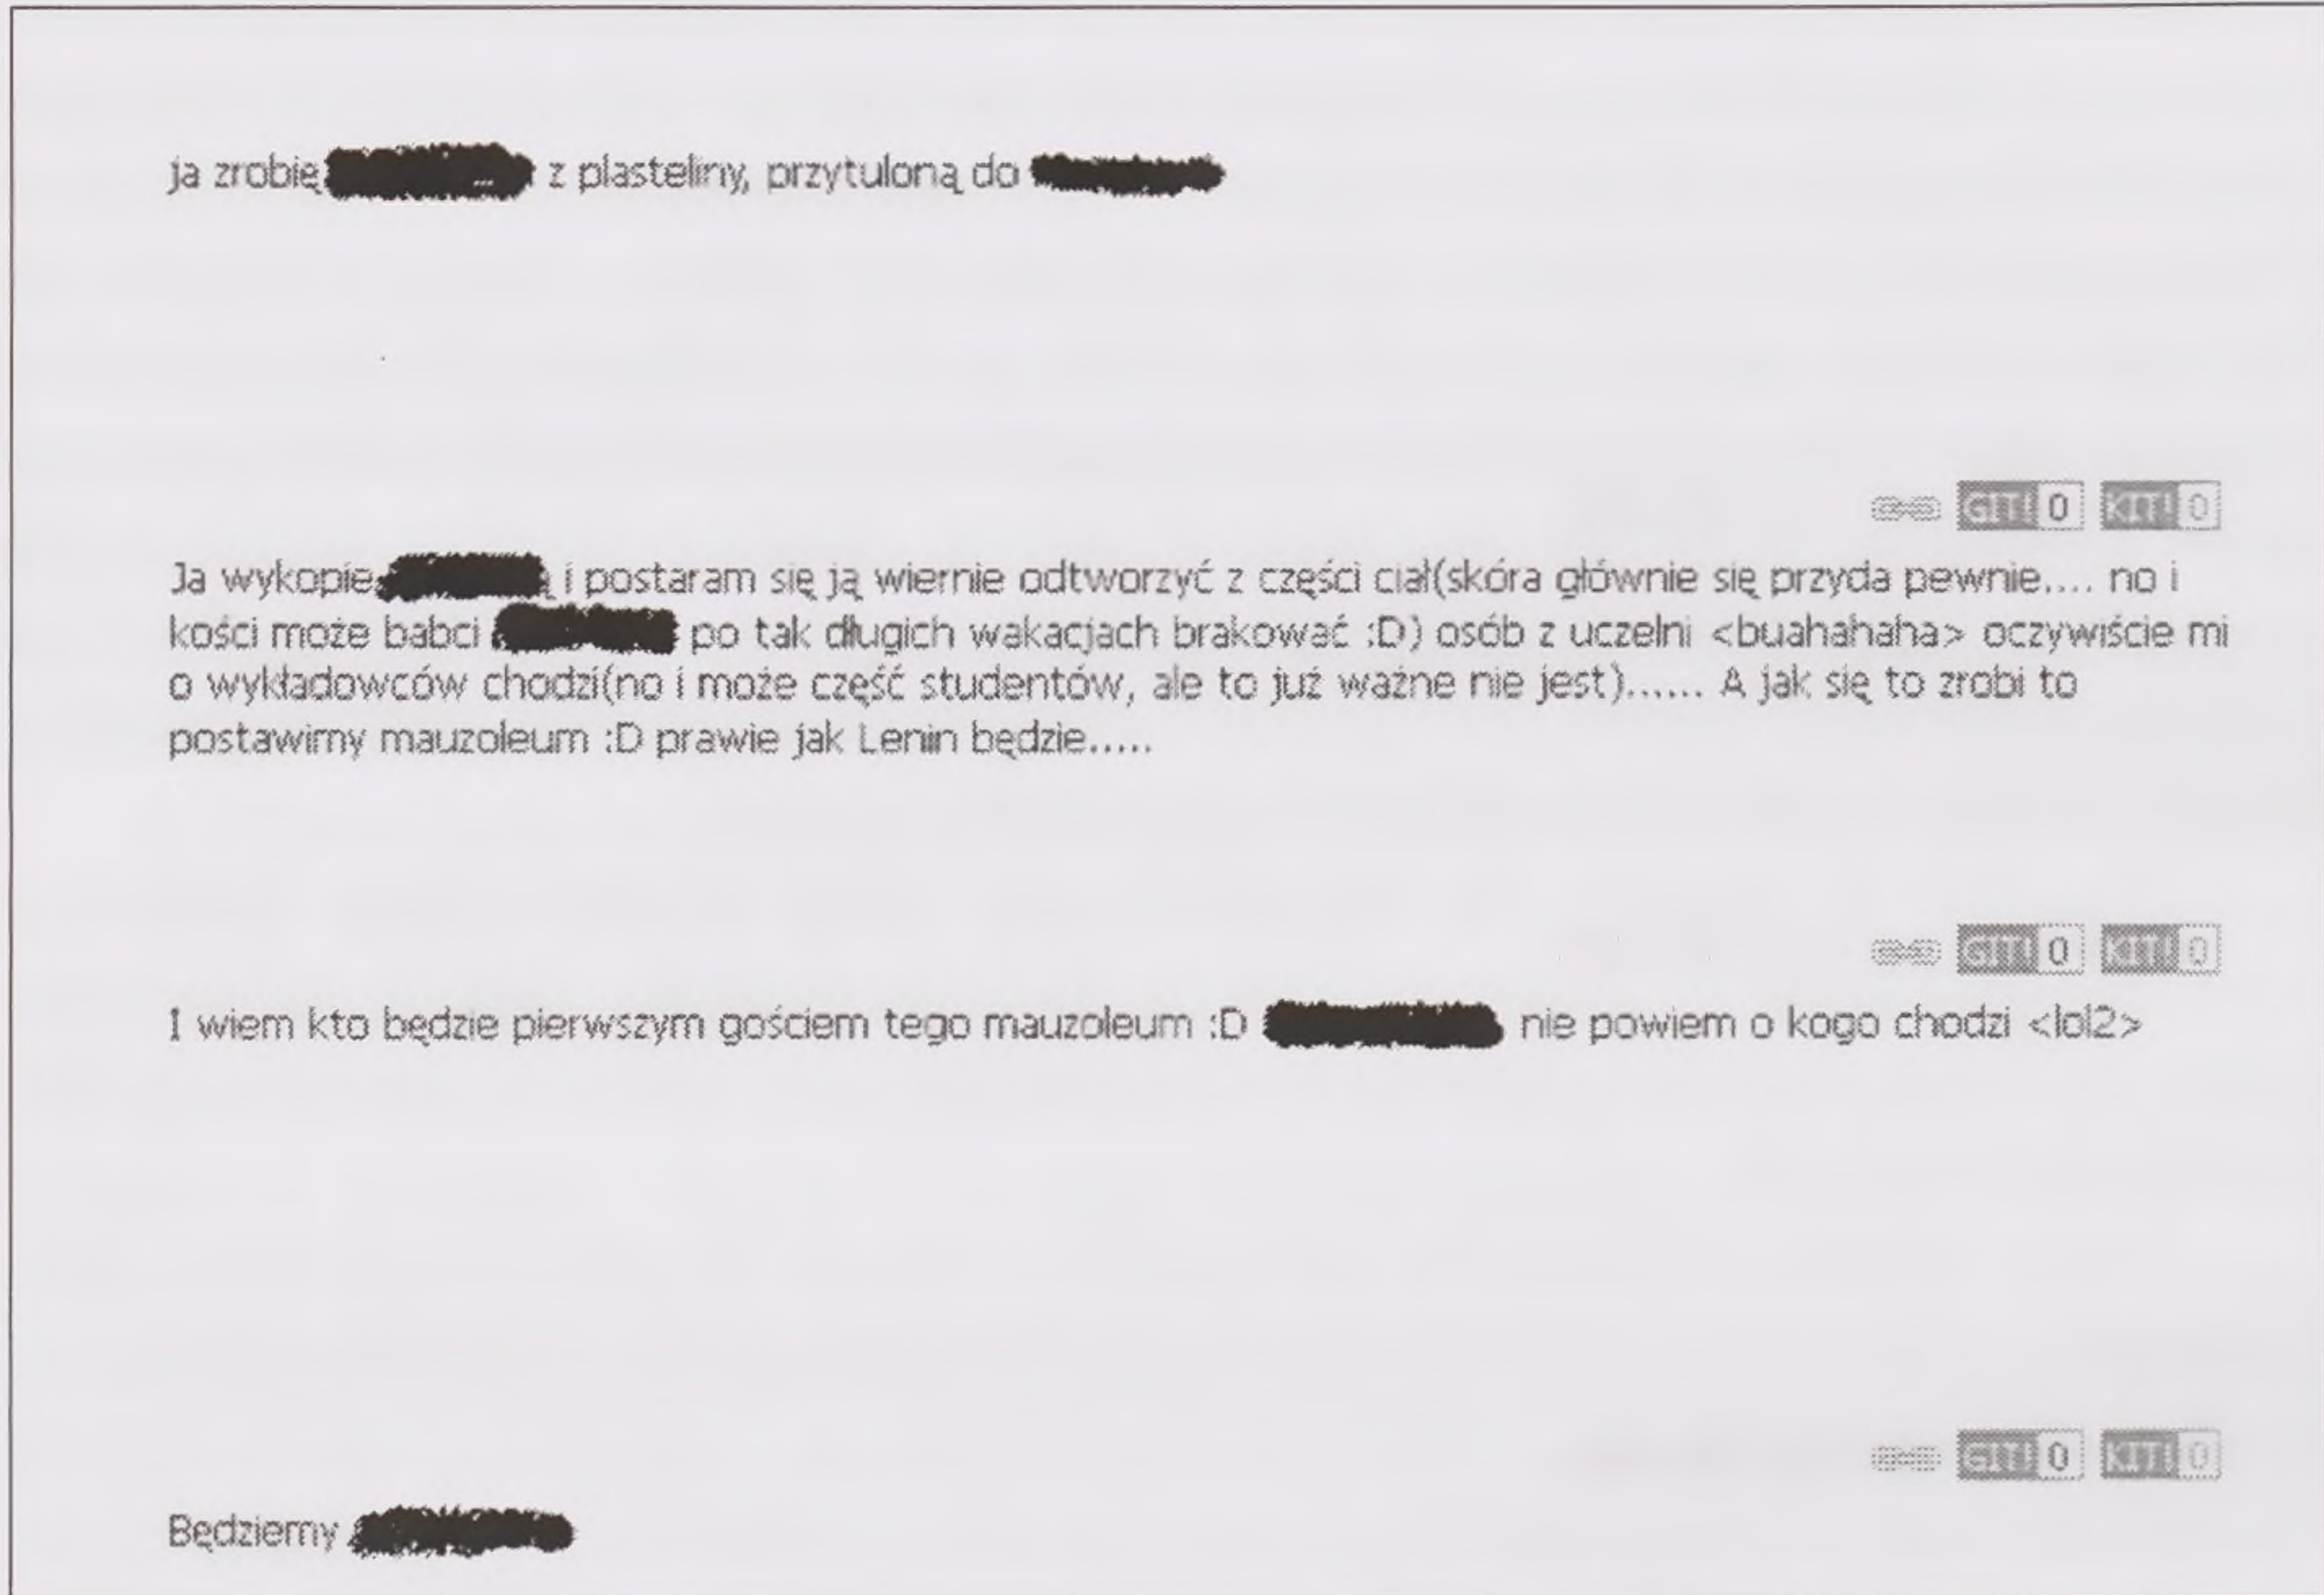 ja zrobię z plasteliny, przytuloną do
GIT! 0 KIT! 0
Ja wykopie i postaram się ją wiernie odtworzyć z części ciał(skóra głównie się przyda pewnie.... no i
kości może babci po tak długich wakacjach brakować :D) osób z uczelni <buahahaha> oczywiście mi
o wykładowców chodzi(no i może część studentów, ale to już ważne nie jest)...... A jak się to zrobi to
postawimy mauzoleum :D prawie jak Lenin będzie.....
GIT! 0 KIT! 0
I wiem kto będzie pierwszym gościem tego mauzoleum :D nie powiem o kogo chodzi <lol2>
GIT! 0 KIT! 0
Będziemy